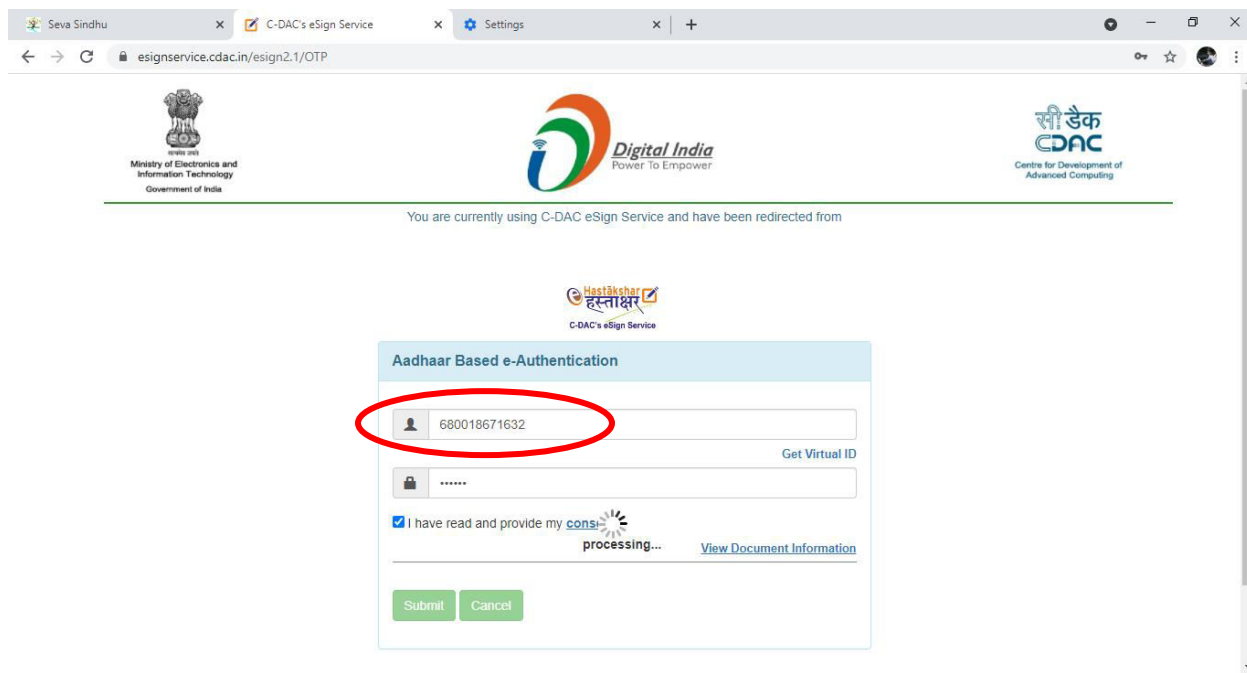 Seva Sindhu
C-DAC's eSign Service
Settings
esignservice.cdac.in/esign2.1/OTP
सत्यमेव जयते
Ministry of Electronics and
Information Technology
Government of India
Digital India
Power To Empower
सी डैक
CDAC
Centre for Development of
Advanced Computing
You are currently using C-DAC eSign Service and have been redirected from
e Hastākshar
हस्ताक्षर
C-DAC's eSign Service
Aadhaar Based e-Authentication
680018671632
Get Virtual ID
••••••
I have read and provide my
processing...
View Document Information
Submit Cancel